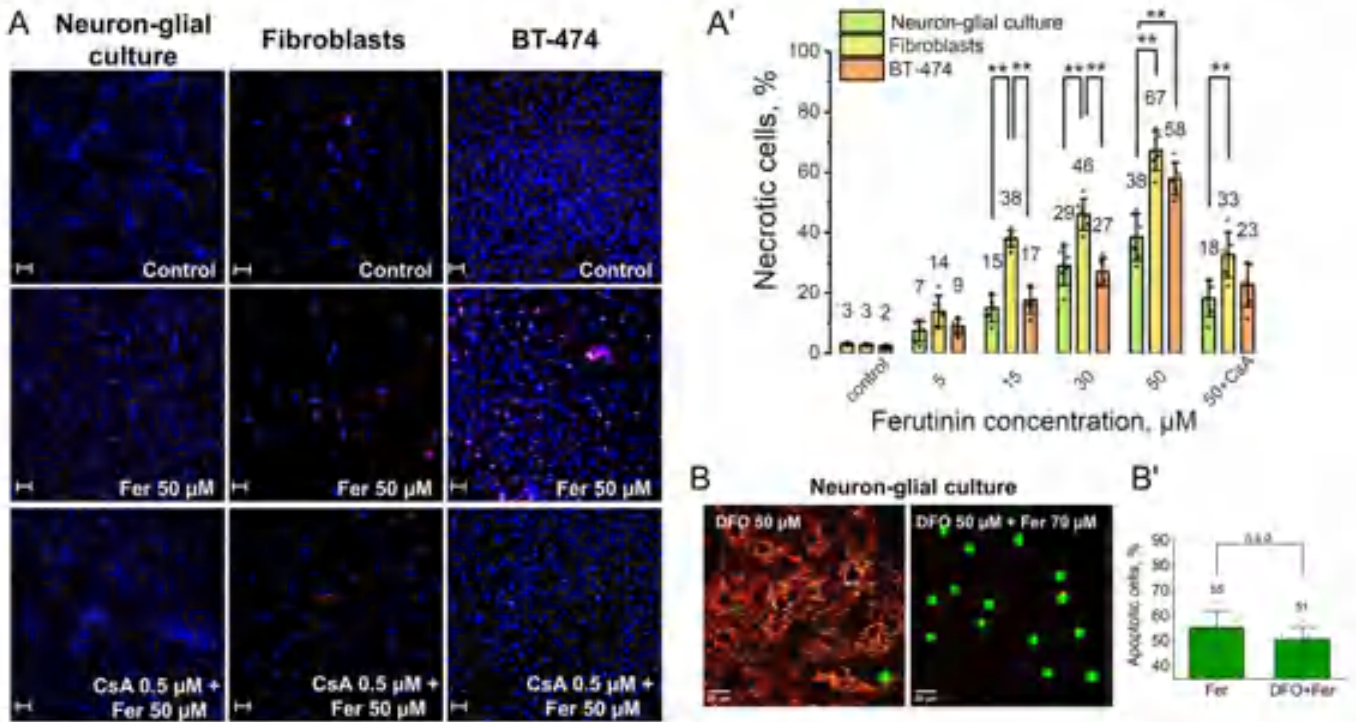 A
Neuron-glial
culture
Fibroblasts
BT-474
Control
Control
Control
Fer 50 µM
Fer 50 µM
Fer 50 µM
CsA 0.5 µM +
Fer 50 µM
CsA 0.5 µM +
Fer 50 µM
CsA 0.5 µM +
Fer 50 µM
A'
Neuron-glial culture
Fibroblasts
BT-474
Necrotic cells, %
100
80
60
40
20
0
3 3 2
7 14 9
15 38 17
29 46 27
38 67 58
18 33 23
** **
** **
**
**
**
control 5 15 30 50
Ferutinin concentration, µM
B
Neuron-glial culture
DFO 50 µM
DFO 50 µM + Fer 70 µM
B'
Apoptotic cells, %
90
80
70
60
50
40
55
51
Fer DFO+Fer